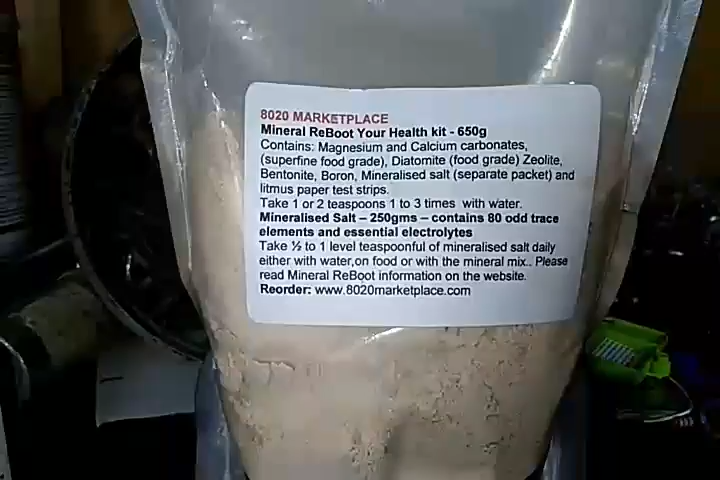 8020 MARKETPLACE
Mineral ReBoot Your Health kit - 650g
Contains: Magnesium and Calcium carbonates,
(superfine food grade), Diatomite (food grade) Zeolite,
Bentonite, Boron, Mineralised salt (separate packet) and
litmus paper test strips.
Take 1 or 2 teaspoons 1 to 3 times with water.
Mineralised Salt – 250gms – contains 80 odd trace
elements and essential electrolytes
Take ½ to 1 level teaspoonful of mineralised salt daily
either with water,on food or with the mineral mix.. Please
read Mineral ReBoot information on the website.
Reorder: www.8020marketplace.com